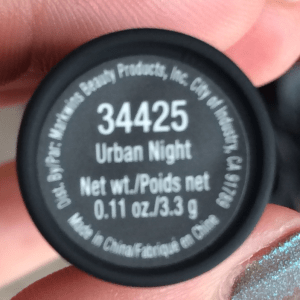 Dist. By/Par: Markwins Beauty Products, Inc. City of Industry, CA 91789
34425
Urban Night
Net wt./Poids net
0.11 oz./3.3 g
Made in China/Fabriqué en Chine